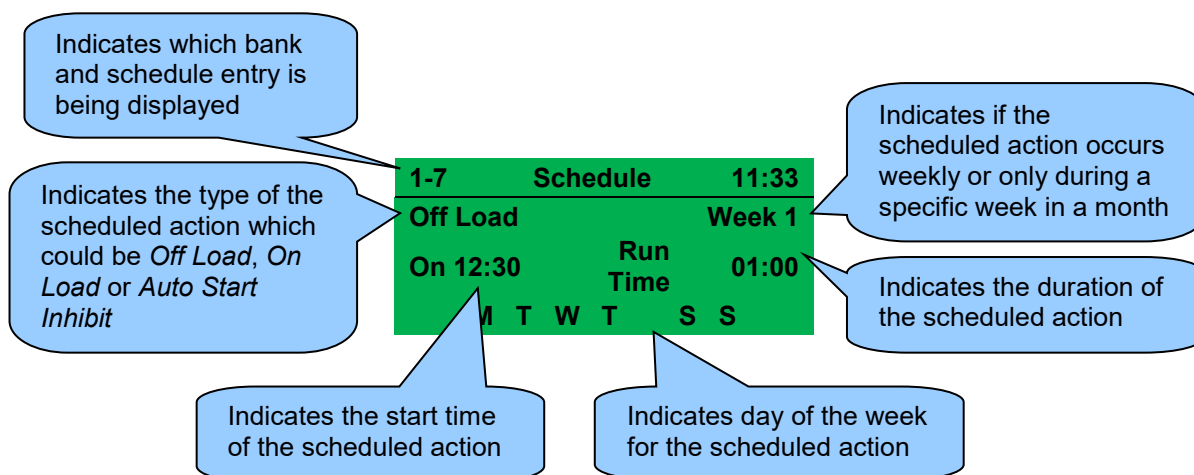 Indicates which bank
and schedule entry is
being displayed
Indicates if the
scheduled action occurs
weekly or only during a
specific week in a month
Indicates the type of the
scheduled action which
could be Off Load, On
Load or Auto Start
Inhibit
1-7 Schedule 11:33
Off Load Week 1
On 12:30 Run Time 01:00
M T W T S S
Indicates the duration of
the scheduled action
Indicates the start time
of the scheduled action
Indicates day of the week
for the scheduled action